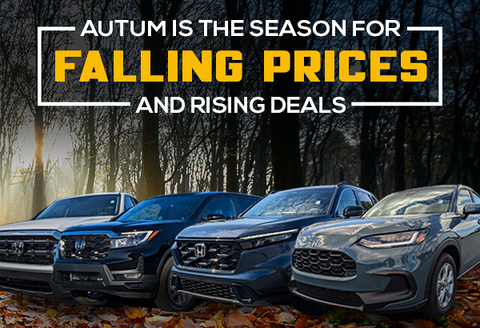 AUTUM IS THE SEASON FOR
FALLING PRICES
AND RISING DEALS